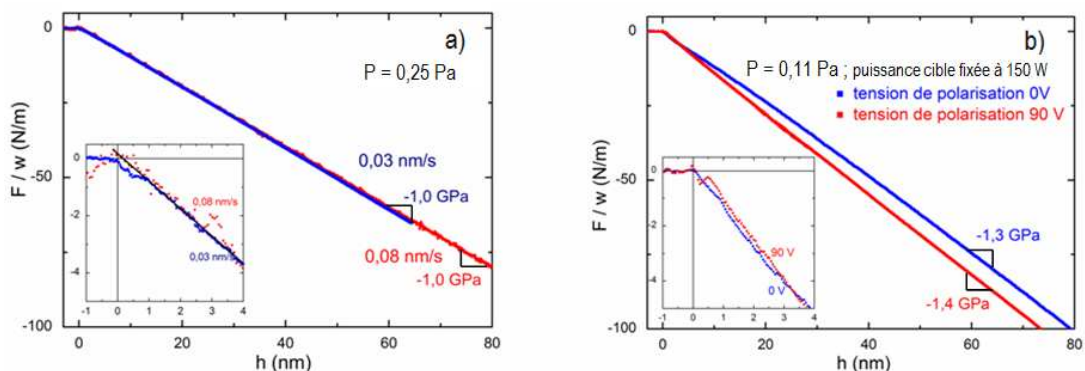 a)
P = 0,25 Pa
F / w (N/m)
0
-50
-100
0
20
40
60
80
h (nm)
0,03 nm/s
-1,0 GPa
0,08 nm/s
-1,0 GPa
0
-2
-4
-1
0
1
2
3
4
0,08 nm/s
0,03 nm/s
b)
P = 0,11 Pa ; puissance cible fixée à 150 W
tension de polarisation 0V
tension de polarisation 90 V
F / w (N/m)
0
-50
-100
0
20
40
60
80
h (nm)
-1,3 GPa
-1,4 GPa
0
-2
-4
-1
0
1
2
3
4
90 V
0 V